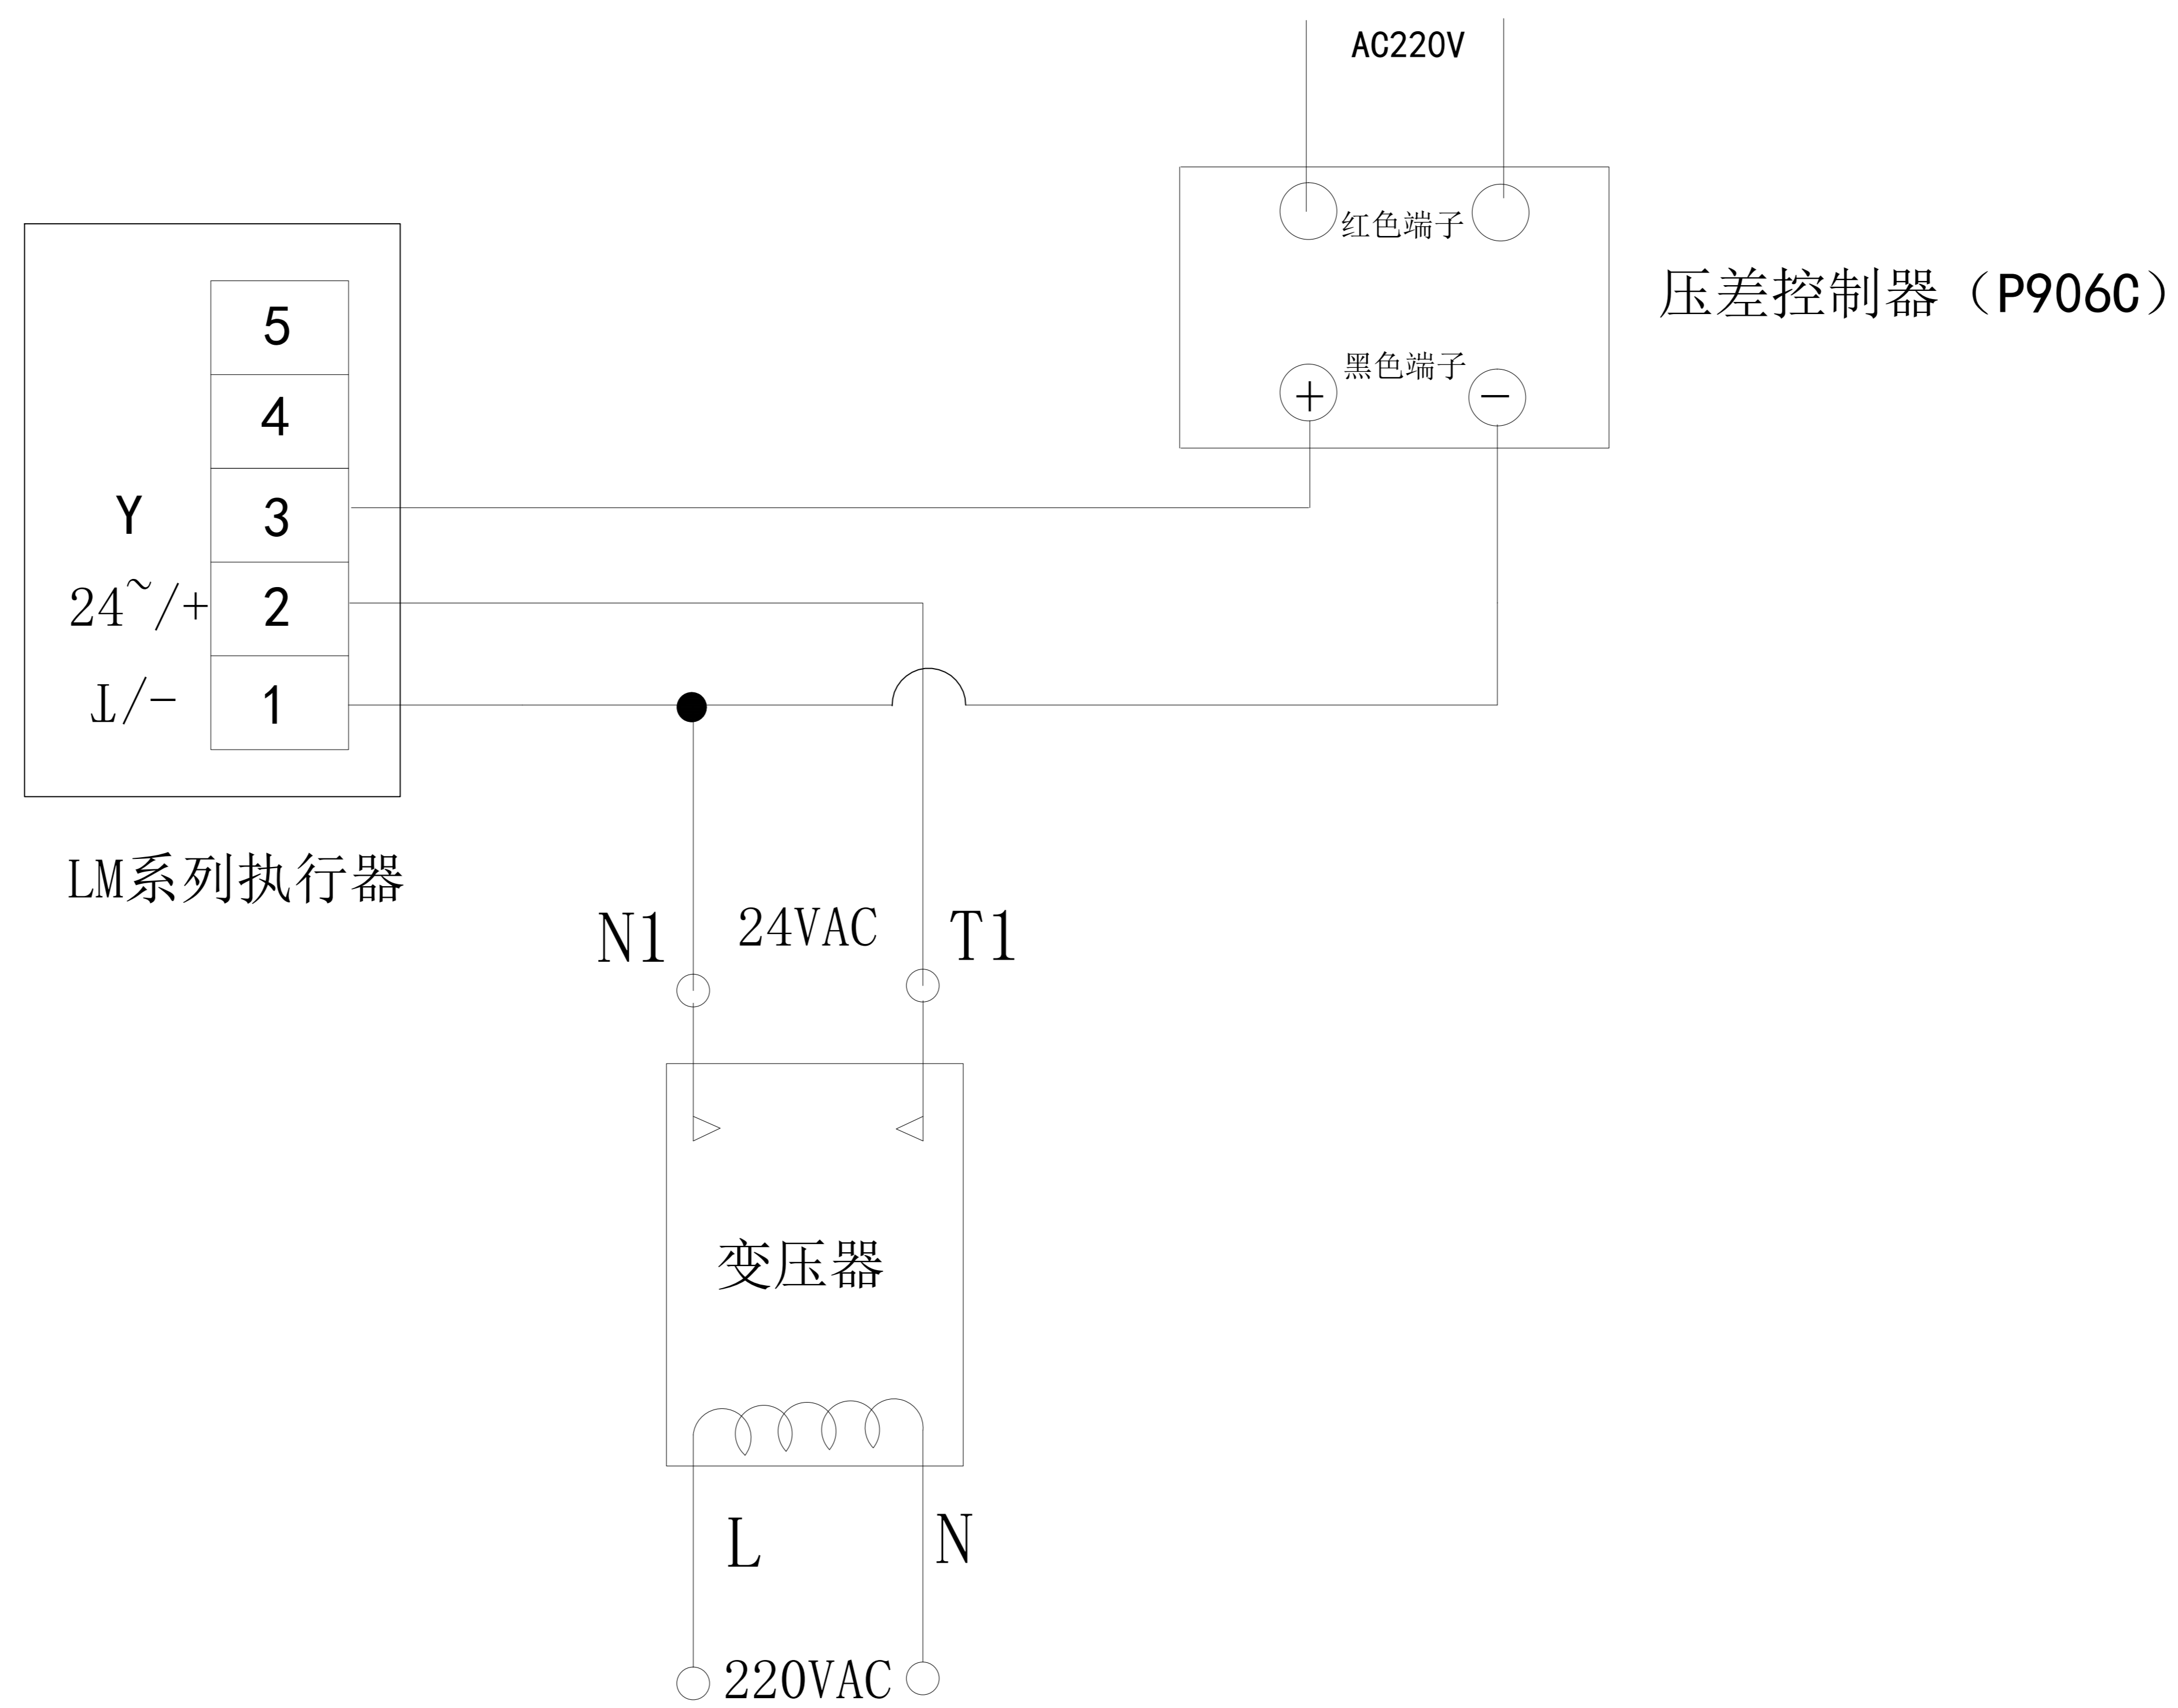 AC220V
红色端子
黑色端子
压差控制器（P906C）
5
4
Y 3
24~/+ 2
⊥/- 1
LM系列执行器
N1 24VAC T1
变压器
L N
220VAC